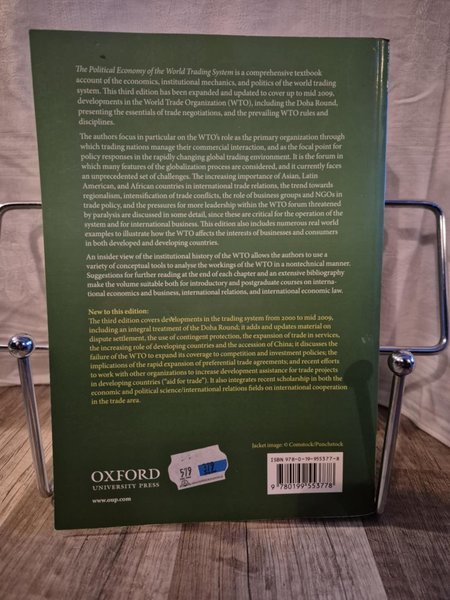 The Political Economy of the World Trading System is a comprehensive textbook
account of the economics, institutional mechanics, and politics of the world trading
system. This third edition has been expanded and updated to cover up to mid 2009,
developments in the World Trade Organization (WTO), including the Doha Round,
presenting the essentials of trade negotiations, and the prevailing WTO rules and
disciplines.
The authors focus in particular on the WTO's role as the primary organization through
which trading nations manage their commercial interaction, and as the focal point for
policy responses in the rapidly changing global trading environment. It is the forum in
which many features of the globalization process are considered, and it currently faces
an unprecedented set of challenges. The increasing importance of Asian, Latin
American, and African countries in international trade relations, the trend towards
regionalism, intensification of trade conflicts, the role of business groups and NGOs in
trade policy, and the pressures for more leadership within the WTO forum threatened
by paralysis are discussed in some detail, since these are critical for the operation of the
system and for international business. This edition also includes numerous real world
examples to illustrate how the WTO affects the interests of businesses and consumers
in both developed and developing countries.
An insider view of the institutional history of the WTO allows the authors to use a
variety of conceptual tools to analyse the workings of the WTO in a nontechnical manner.
Suggestions for further reading at the end of each chapter and an extensive bibliography
make the volume suitable both for introductory and postgraduate courses on inter-
national economics and business, international relations, and international economic law.
New to this edition:
The third edition covers developments in the trading system from 2000 to mid 2009,
including an integral treatment of the Doha Round; it adds and updates material on
dispute settlement, the use of contingent protection, the expansion of trade in services,
the increasing role of developing countries and the accession of China; it discusses the
failure of the WTO to expand its coverage to competition and investment policies; the
implications of the rapid expansion of preferential trade agreements; and recent efforts
to work with other organizations to increase development assistance for trade projects
in developing countries ("aid for trade"). It also integrates recent scholarship in both the
economic and political science/international relations fields on international cooperation
in the trade area.
Jacket image: © Comstock/Punchstock
OXFORD
UNIVERSITY PRESS
www.oup.com
579
ISBN 978-0-19-955377-8
9 780199 553778